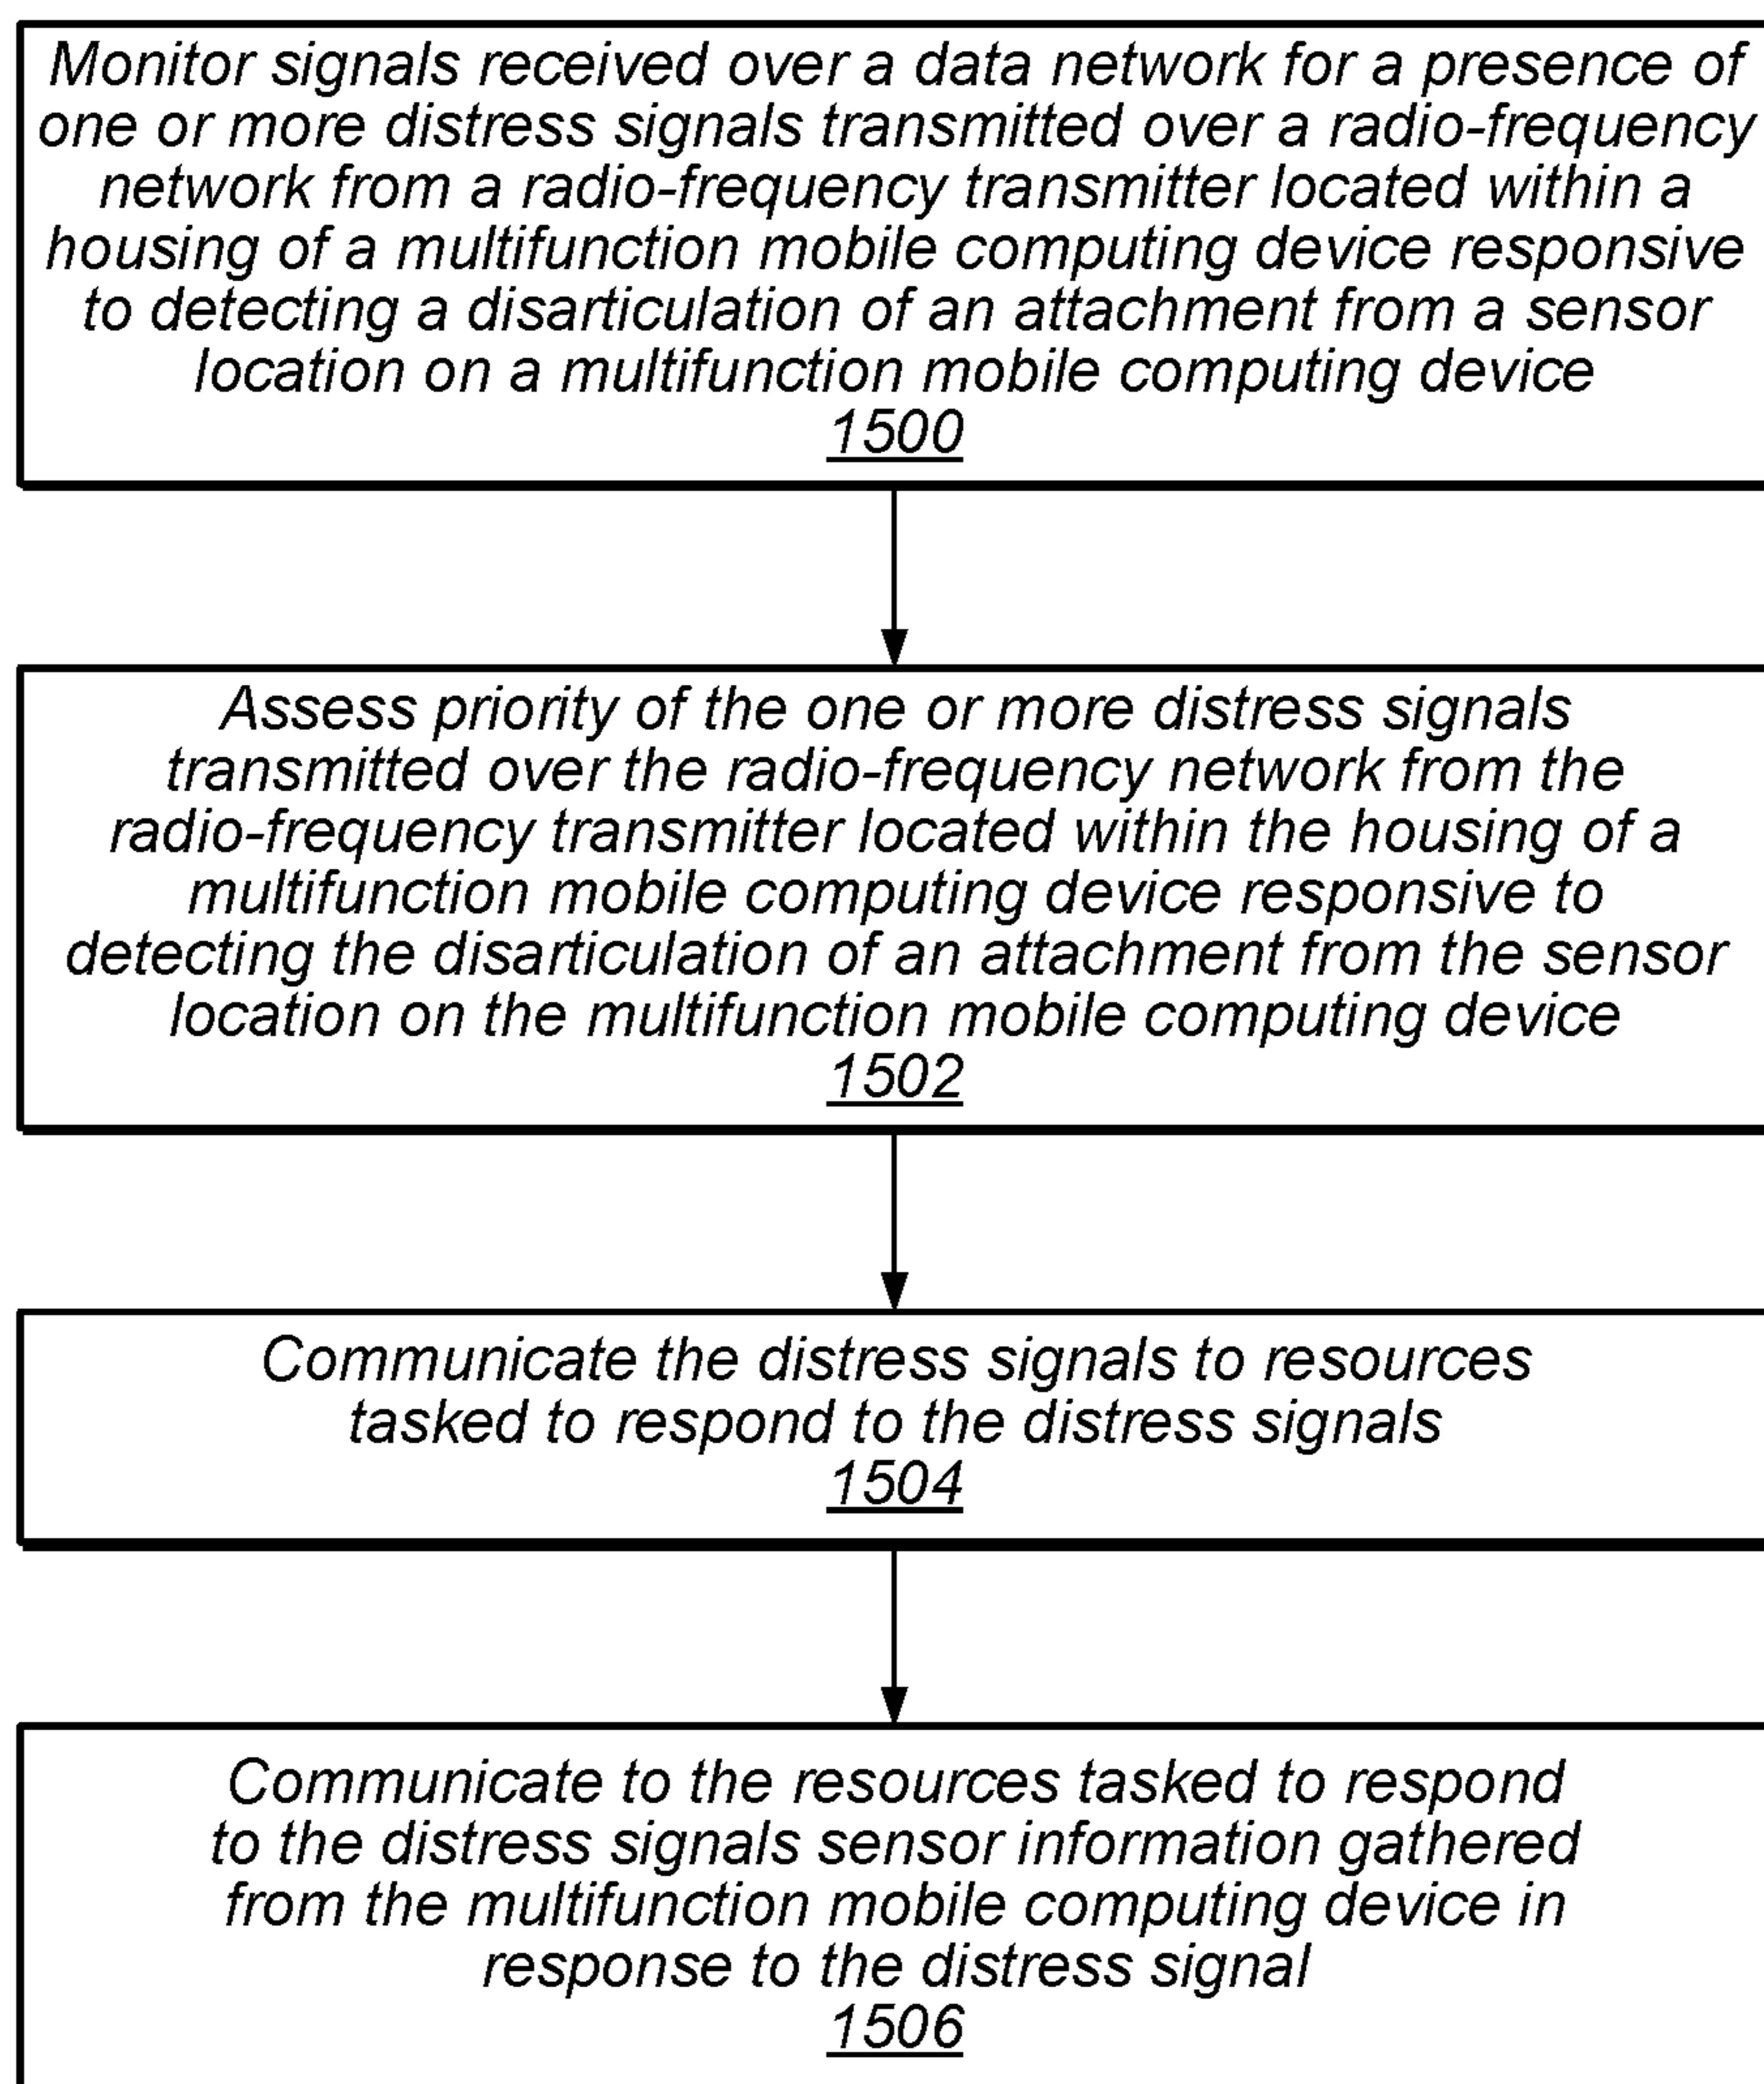 Monitor signals received over a data network for a presence of
one or more distress signals transmitted over a radio-frequency
network from a radio-frequency transmitter located within a
housing of a multifunction mobile computing device responsive
to detecting a disarticulation of an attachment from a sensor
location on a multifunction mobile computing device
1500
Assess priority of the one or more distress signals
transmitted over the radio-frequency network from the
radio-frequency transmitter located within the housing of a
multifunction mobile computing device responsive to
detecting the disarticulation of an attachment from the sensor
location on the multifunction mobile computing device
1502
Communicate the distress signals to resources
tasked to respond to the distress signals
1504
Communicate to the resources tasked to respond
to the distress signals sensor information gathered
from the multifunction mobile computing device in
response to the distress signal
1506